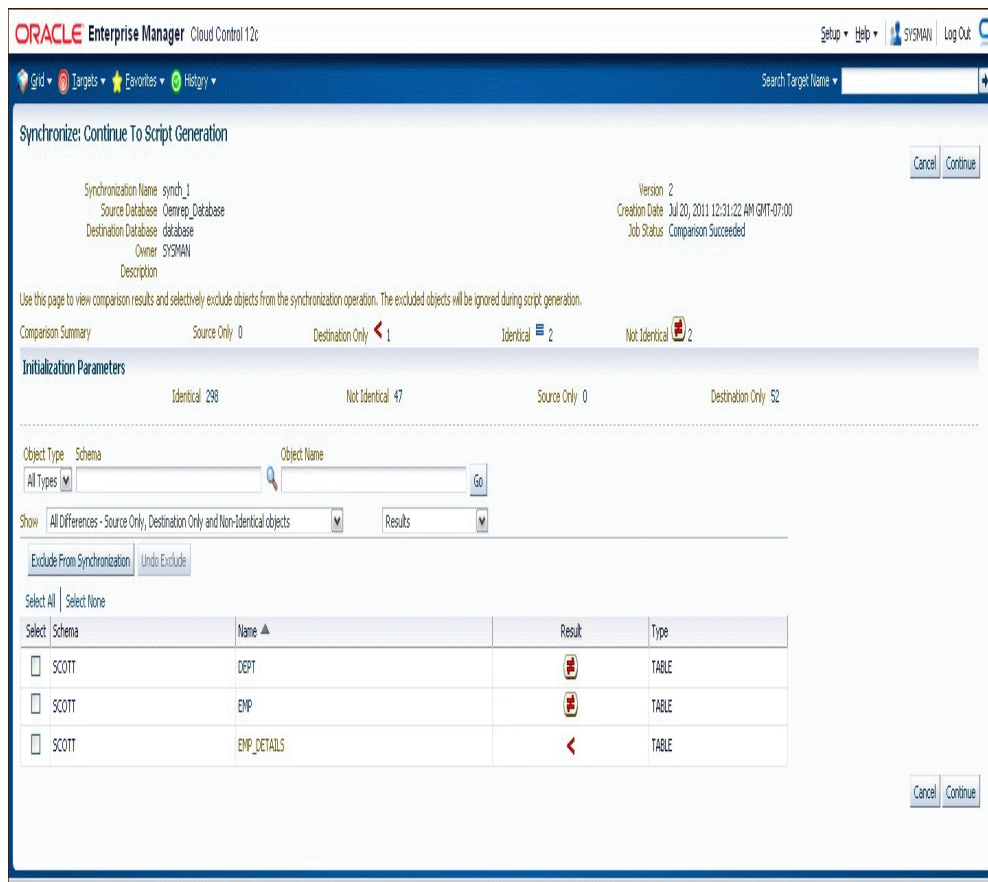 ORACLE Enterprise Manager Cloud Control 12c
Setup Help SYSMAN Log Out
Grid Targets Favorites History Search Target Name
Synchronize: Continue To Script Generation
Cancel Continue
Synchronization Name synch_1 Version 2
Source Database Oemrep_Database Creation Date Jul 20, 2011 12:31:22 AM GMT-07:00
Destination Database database Job Status Comparison Succeeded
Owner SYSMAN
Description
Use this page to view comparison results and selectively exclude objects from the synchronization operation. The excluded objects will be ignored during script generation.
Comparison Summary Source Only 0 Destination Only 1 Identical 2 Not Identical 2
Initialization Parameters
Identical 298 Not Identical 47 Source Only 0 Destination Only 52
Object Type Schema Object Name
All Types Go
Show All Differences - Source Only, Destination Only and Non-Identical objects Results
Exclude From Synchronization Undo Exclude
Select All Select None
Select Schema Name Result Type
SCOTT DEPT TABLE
SCOTT EMP TABLE
SCOTT EMP_DETAILS TABLE
Cancel Continue